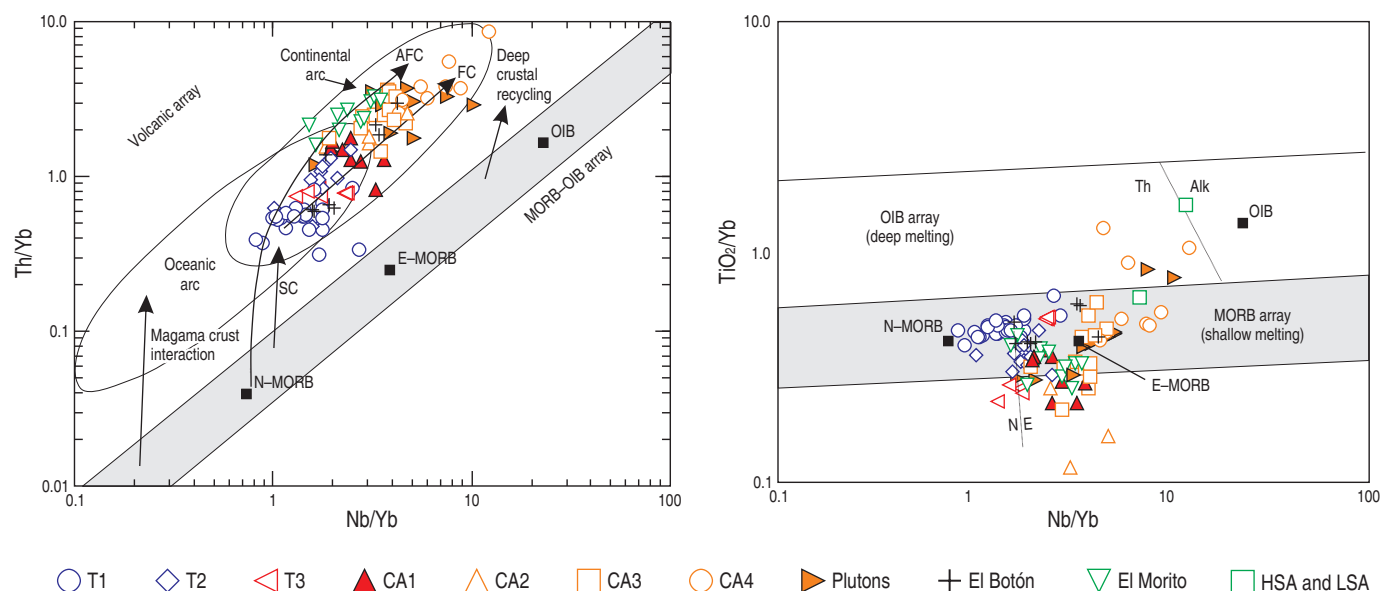 10.0
1.0
0.1
0.01
Th/Yb
0.1
1
10
100
Nb/Yb
Volcanic array
Continental
arc
AFC
FC
Deep
crustal
recycling
OIB
MORB–OIB array
E–MORB
Oceanic
arc
SC
Magama crust
interaction
N–MORB
10.0
1.0
0.1
TiO2/Yb
0.1
1
10
100
Nb/Yb
Th
Alk
OIB array
(deep melting)
OIB
N–MORB
MORB array
(shallow melting)
E–MORB
N
E
T1
T2
T3
CA1
CA2
CA3
CA4
Plutons
El Botón
El Morito
HSA and LSA